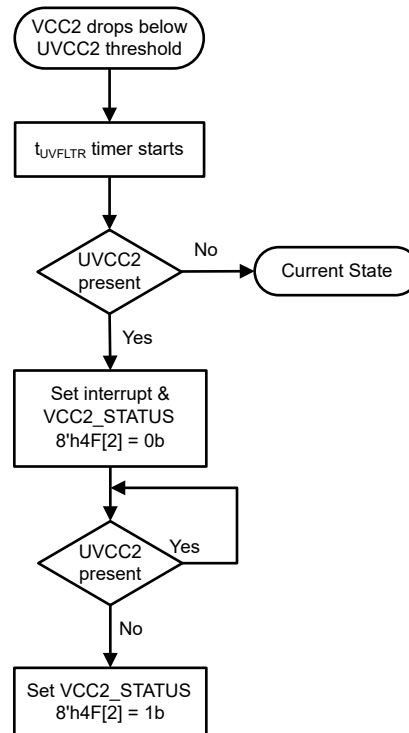 VCC2 drops below
UVCC2 threshold
tUVFLTR timer starts
UVCC2
present
No
Current State
Yes
Set interrupt &
VCC2_STATUS
8'h4F[2] = 0b
UVCC2
present
Yes
No
Set VCC2_STATUS
8'h4F[2] = 1b